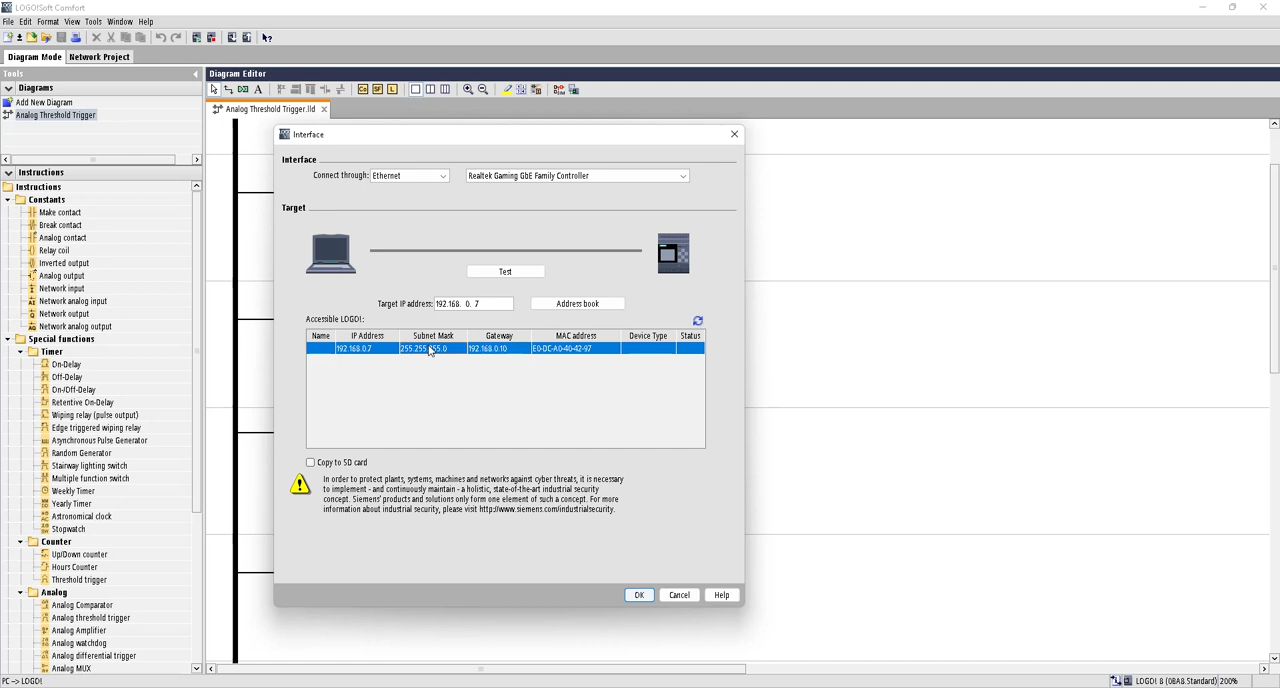 LOGO!Soft Comfort
File Edit Format View Tools Window Help
Diagram Mode Network Project
Tools
Diagram Editor
Diagrams
Add New Diagram
Analog Threshold Trigger
Analog Threshold Trigger.lld
Instructions
Instructions
Constants
Make contact
Break contact
Analog contact
Relay coil
Inverted output
Analog output
Network input
Network analog input
Network output
Network analog output
Special functions
Timer
On-Delay
Off-Delay
On-/Off-Delay
Retentive On-Delay
Wiping relay (pulse output)
Edge triggered wiping relay
Asynchronous Pulse Generator
Random Generator
Stairway lighting switch
Multiple function switch
Weekly Timer
Yearly Timer
Astronomical clock
Stopwatch
Counter
Up/Down counter
Hours Counter
Threshold trigger
Analog
Analog Comparator
Analog threshold trigger
Analog Amplifier
Analog watchdog
Analog differential trigger
Analog MUX
Co SF L
Interface
Interface
Connect through: Ethernet Realtek Gaming GbE Family Controller
Target
Test
Target IP address: 192.168. 0. 7 Address book
Accessible LOGO!:
Name IP Address Subnet Mask Gateway MAC address Device Type Status
192.168.0.7 255.255.255.0 192.168.0.10 E0-DC-A0-40-42-97
Copy to SD card
In order to protect plants, systems, machines and networks against cyber threats, it is necessary
to implement - and continuously maintain - a holistic, state-of-the-art industrial security
concept. Siemens' products and solutions only form one element of such a concept. For more
information about industrial security, please visit http://www.siemens.com/industrialsecurity.
OK Cancel Help
PC -> LOGO! LOGO! 8 (0BA8.Standard) 200%